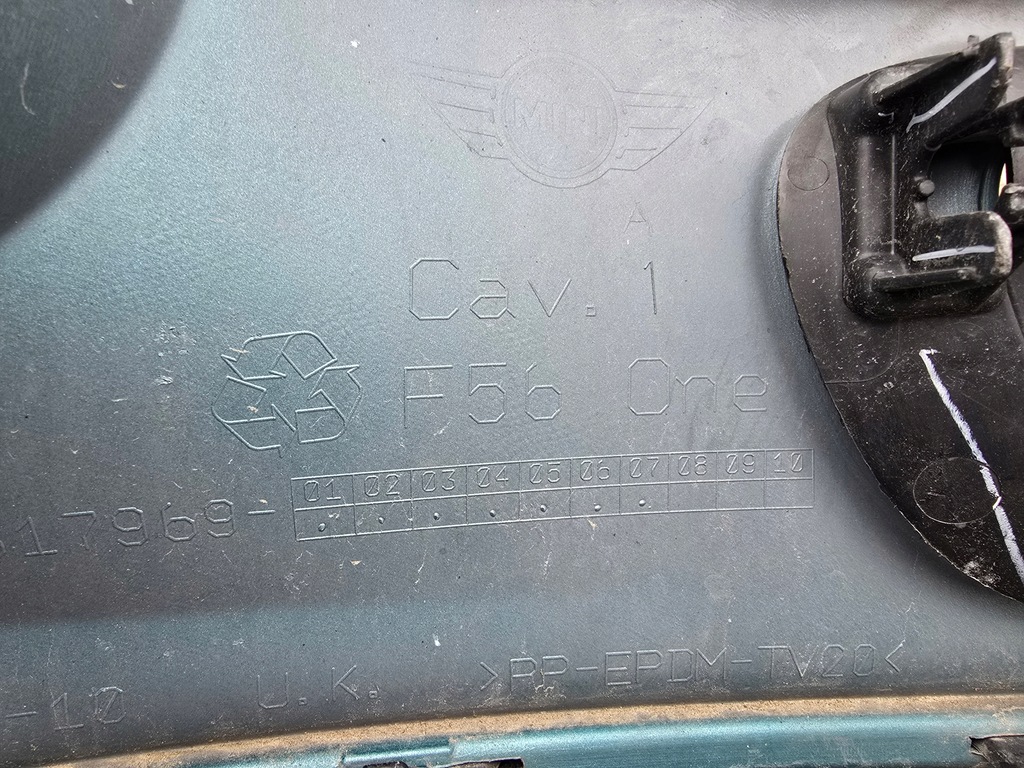 MINI
A
Cav. 1
F56 One
01 02 03 04 05 06 07 08 09 10
17969-
-10 U.K. >PP-EPDM-TV20<